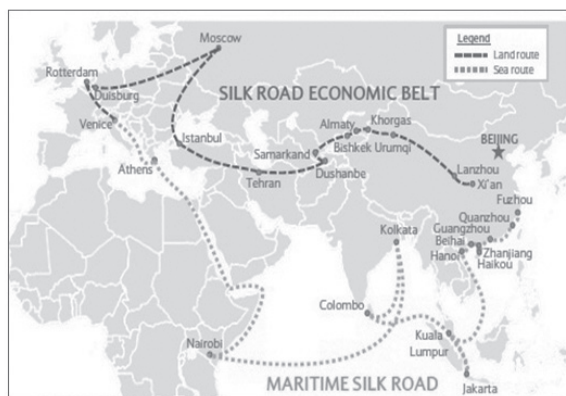 Legend
Land route
Sea route
Moscow
Rotterdam
Duisburg
SILK ROAD ECONOMIC BELT
Venice
Almaty
Khorgas
Istanbul
Samarkand
Bishkek Urumqi
BEIJING
Athens
Tehran
Dushanbe
Lanzhou
Xi'an
Fuzhou
Kolkata
Quanzhou
Guangzhou
Beihai
Zhanjiang
Hanoi
Haikou
Colombo
Nairobi
Kuala
Lumpur
MARITIME SILK ROAD
Jakarta